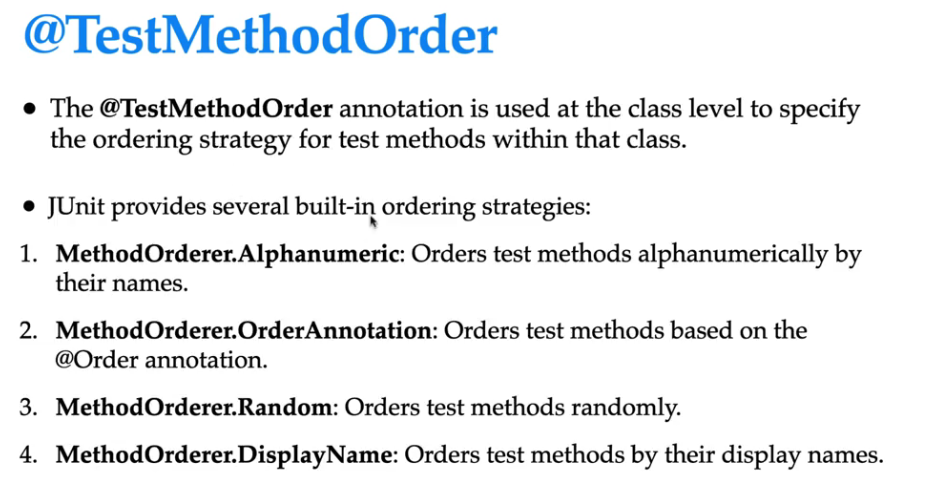 @TestMethodOrder
● The @TestMethodOrder annotation is used at the class level to specify
the ordering strategy for test methods within that class.
● JUnit provides several built-in ordering strategies:
1. MethodOrderer.Alphanumeric: Orders test methods alphanumerically by
their names.
2. MethodOrderer.OrderAnnotation: Orders test methods based on the
@Order annotation.
3. MethodOrderer.Random: Orders test methods randomly.
4. MethodOrderer.DisplayName: Orders test methods by their display names.